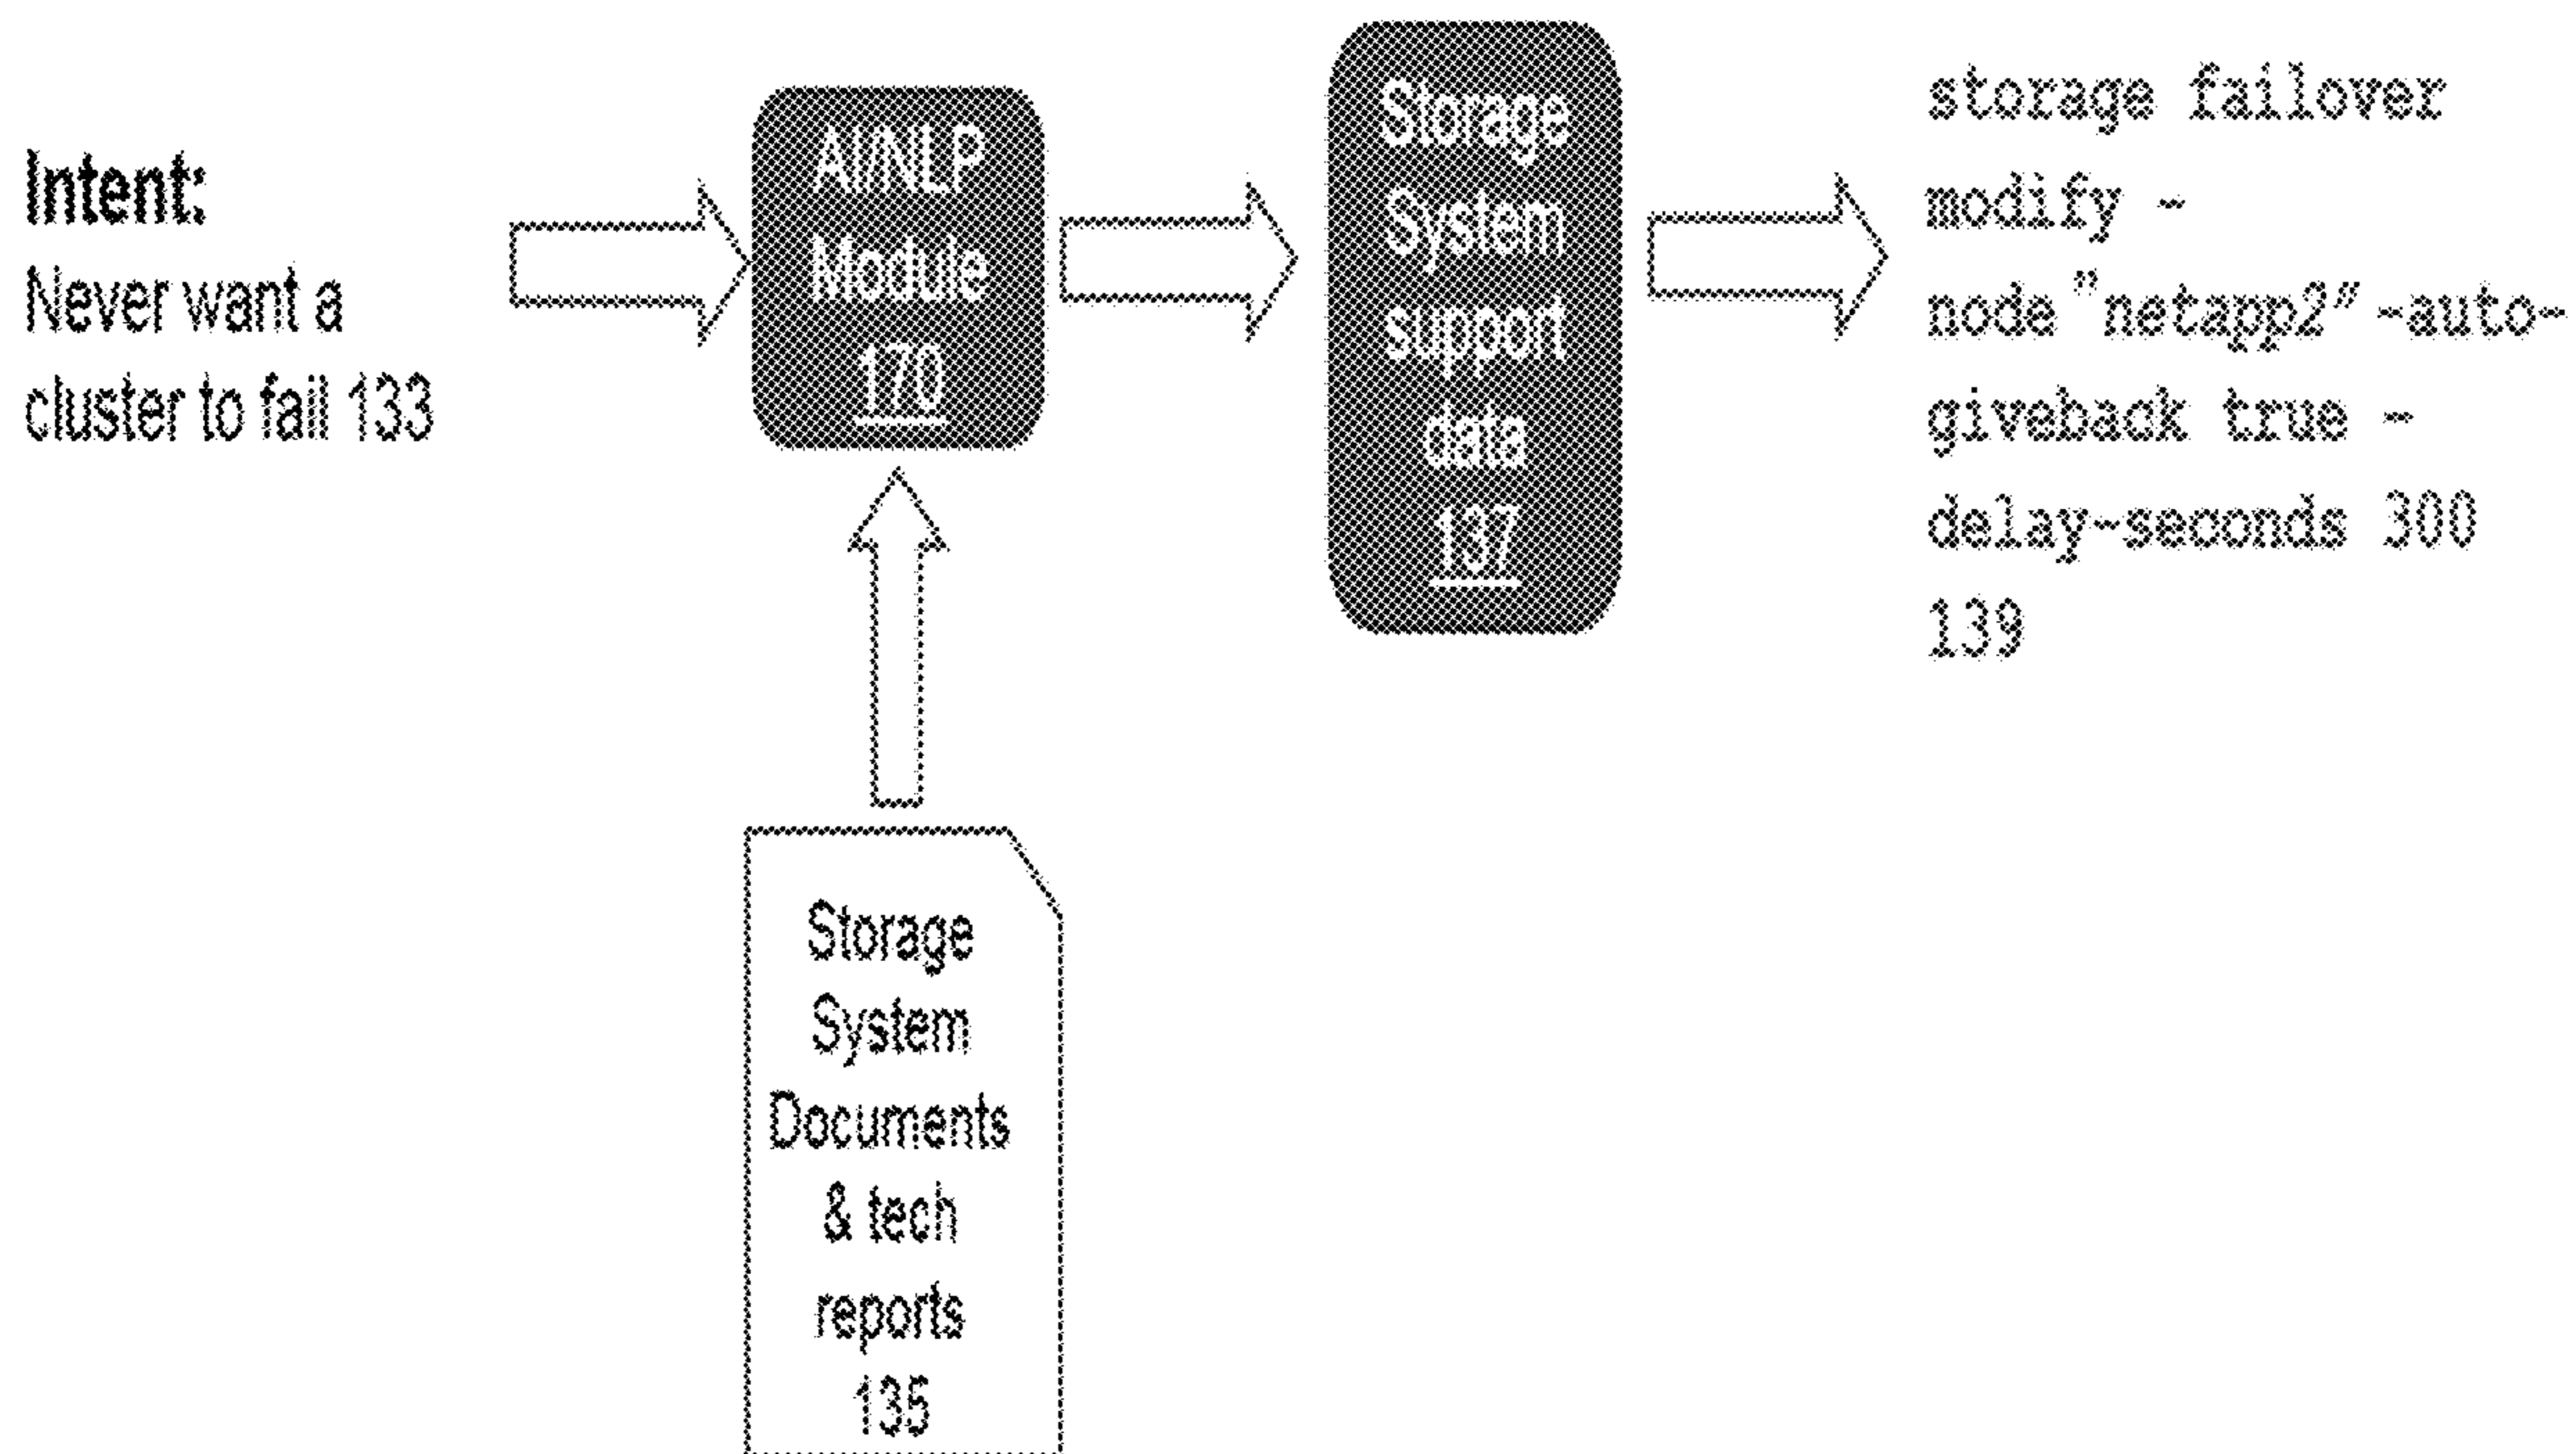 Intent:
Never want a
cluster to fail 133
AI/NLP
Module
170
Storage
System
support
data
137
storage failover
modify -
node "netapp2" -auto-
giveback true -
delay-seconds 300
139
Storage
System
Documents
& tech
reports
135